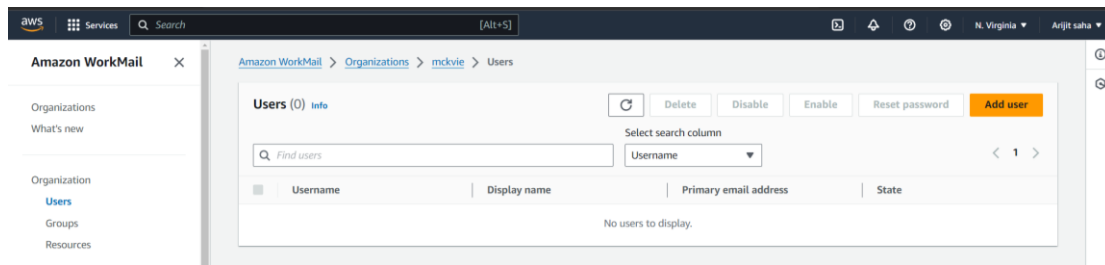 aws Services Search [Alt+S] N. Virginia Arijit saha
Amazon WorkMail
Organizations
What's new
Organization
Users
Groups
Resources
Amazon WorkMail > Organizations > mckvie > Users
Users (0) Info Delete Disable Enable Reset password Add user
Select search column
Find users Username < 1 >
Username Display name Primary email address State
No users to display.